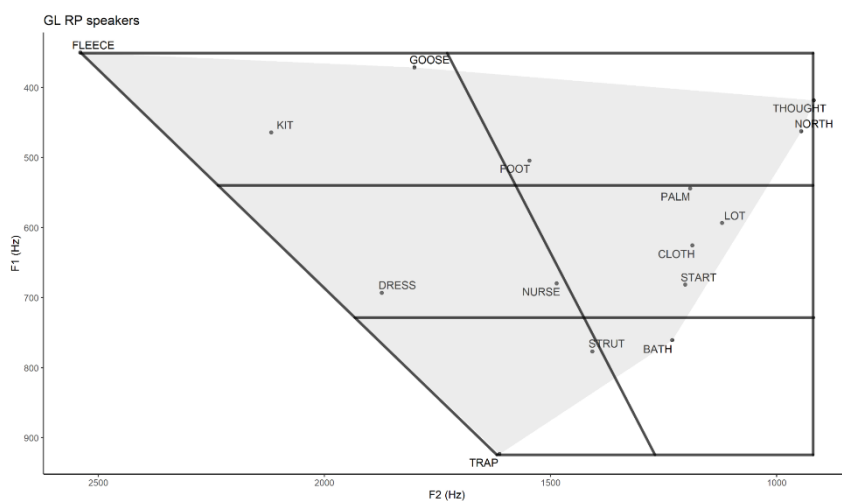 GL RP speakers
FLEECE
GOOSE
THOUGHT
NORTH
KIT
FOOT
PALM
LOT
CLOTH
START
DRESS
NURSE
STRUT
BATH
TRAP
400
500
600
700
800
900
F1 (Hz)
2500
2000
1500
1000
F2 (Hz)